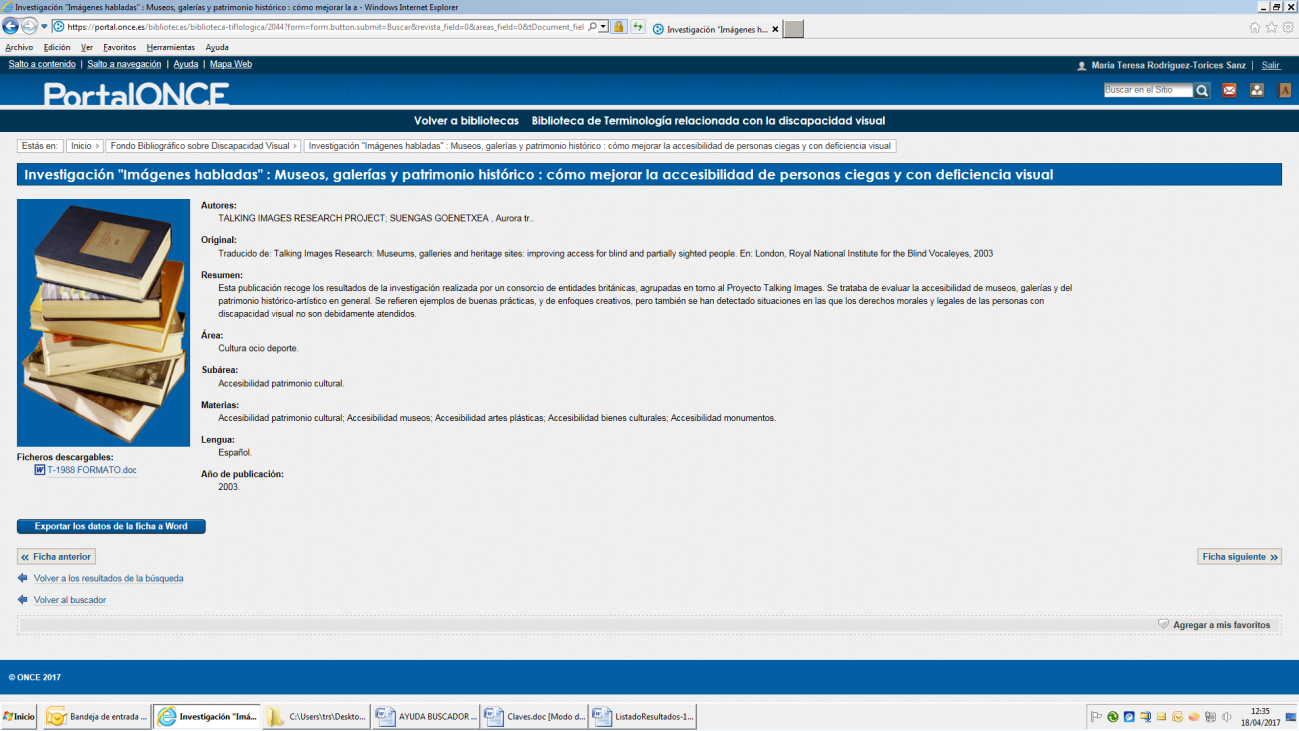 Investigación "Imágenes habladas" : Museos, galerías y patrimonio histórico : cómo mejorar la a - Windows Internet Explorer
https://portal.once.es/bibliotecas/biblioteca-tiflologica/2044?form=form.button.submit=Buscar&revista_field=0&areas_field=0&tDocument_fiel
Investigación "Imágenes h...
Archivo Edición Ver Favoritos Herramientas Ayuda
Salto a contenido | Salto a navegación | Ayuda | Mapa Web
Maria Teresa Rodriguez-Torices Sanz | Salir
PortalONCE
Buscar en el Sitio
A
Volver a bibliotecas Biblioteca de Terminología relacionada con la discapacidad visual
Estás en: Inicio › Fondo Bibliográfico sobre Discapacidad Visual › Investigación "Imágenes habladas" : Museos, galerías y patrimonio histórico : cómo mejorar la accesibilidad de personas ciegas y con deficiencia visual
Investigación "Imágenes habladas" : Museos, galerías y patrimonio histórico : cómo mejorar la accesibilidad de personas ciegas y con deficiencia visual
Autores:
TALKING IMAGES RESEARCH PROJECT; SUENGAS GOENETXEA , Aurora tr..
Original:
Traducido de: Talking Images Research: Museums, galleries and heritage sites: improving access for blind and partially sighted people. En: London, Royal National Institute for the Blind Vocaleyes, 2003
Resumen:
Esta publicación recoge los resultados de la investigación realizada por un consorcio de entidades británicas, agrupadas en torno al Proyecto Talking Images. Se trataba de evaluar la accesibilidad de museos, galerías y del
patrimonio histórico-artístico en general. Se refieren ejemplos de buenas prácticas, y de enfoques creativos, pero también se han detectado situaciones en las que los derechos morales y legales de las personas con
discapacidad visual no son debidamente atendidos.
Área:
Cultura ocio deporte.
Subárea:
Accesibilidad patrimonio cultural.
Materias:
Accesibilidad patrimonio cultural; Accesibilidad museos; Accesibilidad artes plásticas; Accesibilidad bienes culturales; Accesibilidad monumentos.
Lengua:
Español.
Año de publicación:
2003.
Ficheros descargables:
T-1988 FORMATO.doc
Exportar los datos de la ficha a Word
« Ficha anterior
Ficha siguiente »
Volver a los resultados de la búsqueda
Volver al buscador
Agregar a mis favoritos
© ONCE 2017
Inicio
Bandeja de entrada ...
Investigación "Imá...
C:\Users\trs\Deskto...
AYUDA BUSCADOR ...
Claves.doc [Modo d...
ListadoResultados-1...
12:35
18/04/2017